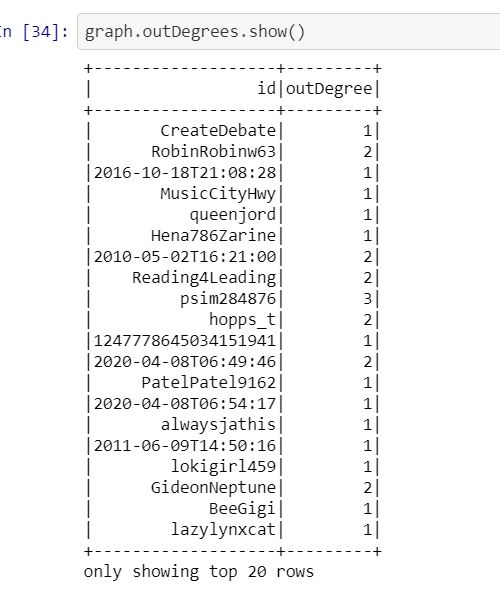 In [34]: graph.outDegrees.show()
+-------------------+---------+
|                 id|outDegree|
+-------------------+---------+
|       CreateDebate|        1|
|       RobinRobinw63|        2|
|2016-10-18T21:08:28|        1|
|       MusicCityHwy|        1|
|          queenjord|        1|
|      Hena786Zarine|        1|
|2010-05-02T16:21:00|        2|
|    Reading4Leading|        2|
|         psim284876|        3|
|            hopps_t|        2|
|1247778645034151941|        1|
|2020-04-08T06:49:46|        2|
|     PatelPatel9162|        1|
|2020-04-08T06:54:17|        1|
|       alwaysjathis|        1|
|2011-06-09T14:50:16|        1|
|        lokigirl459|        1|
|      GideonNeptune|        2|
|            BeeGigi|        1|
|        lazylynxcat|        1|
+-------------------+---------+
only showing top 20 rows